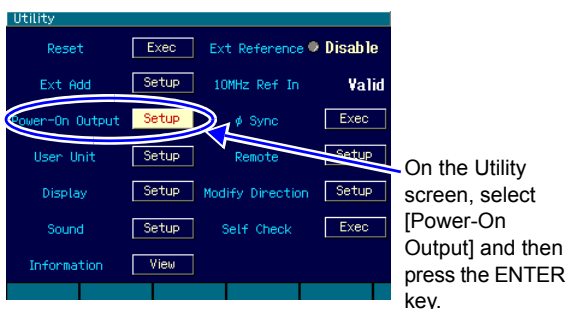 Utility
Reset Exec Ext Reference Disable
Ext Add Setup 10MHz Ref In Valid
Power-On Output Setup ϕ Sync Exec
User Unit Setup Remote Setup
Display Setup Modify Direction Setup
Sound Setup Self Check Exec
Information View
On the Utility
screen, select
[Power-On
Output] and then
press the ENTER
key.